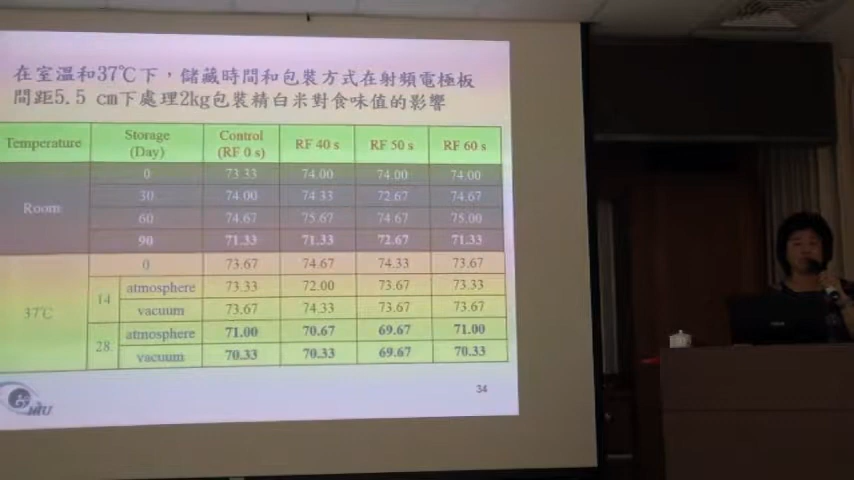 在室溫和37℃下，儲藏時間和包裝方式在射頻電極板
間距5.5 cm下處理2kg包裝精白米對食味值的影響
Temperature Storage (Day) Control (RF 0 s) RF 40 s RF 50 s RF 60 s
Room 0 73.33 74.00 74.00 74.00
30 74.00 74.33 72.67 74.67
60 74.67 75.67 74.67 75.00
90 71.33 71.33 72.67 71.33
37℃ 0 73.67 74.67 74.33 73.67
14 atmosphere 73.33 72.00 73.67 73.33
vacuum 73.67 74.33 73.67 73.67
28 atmosphere 71.00 70.67 69.67 71.00
vacuum 70.33 70.33 69.67 70.33
34